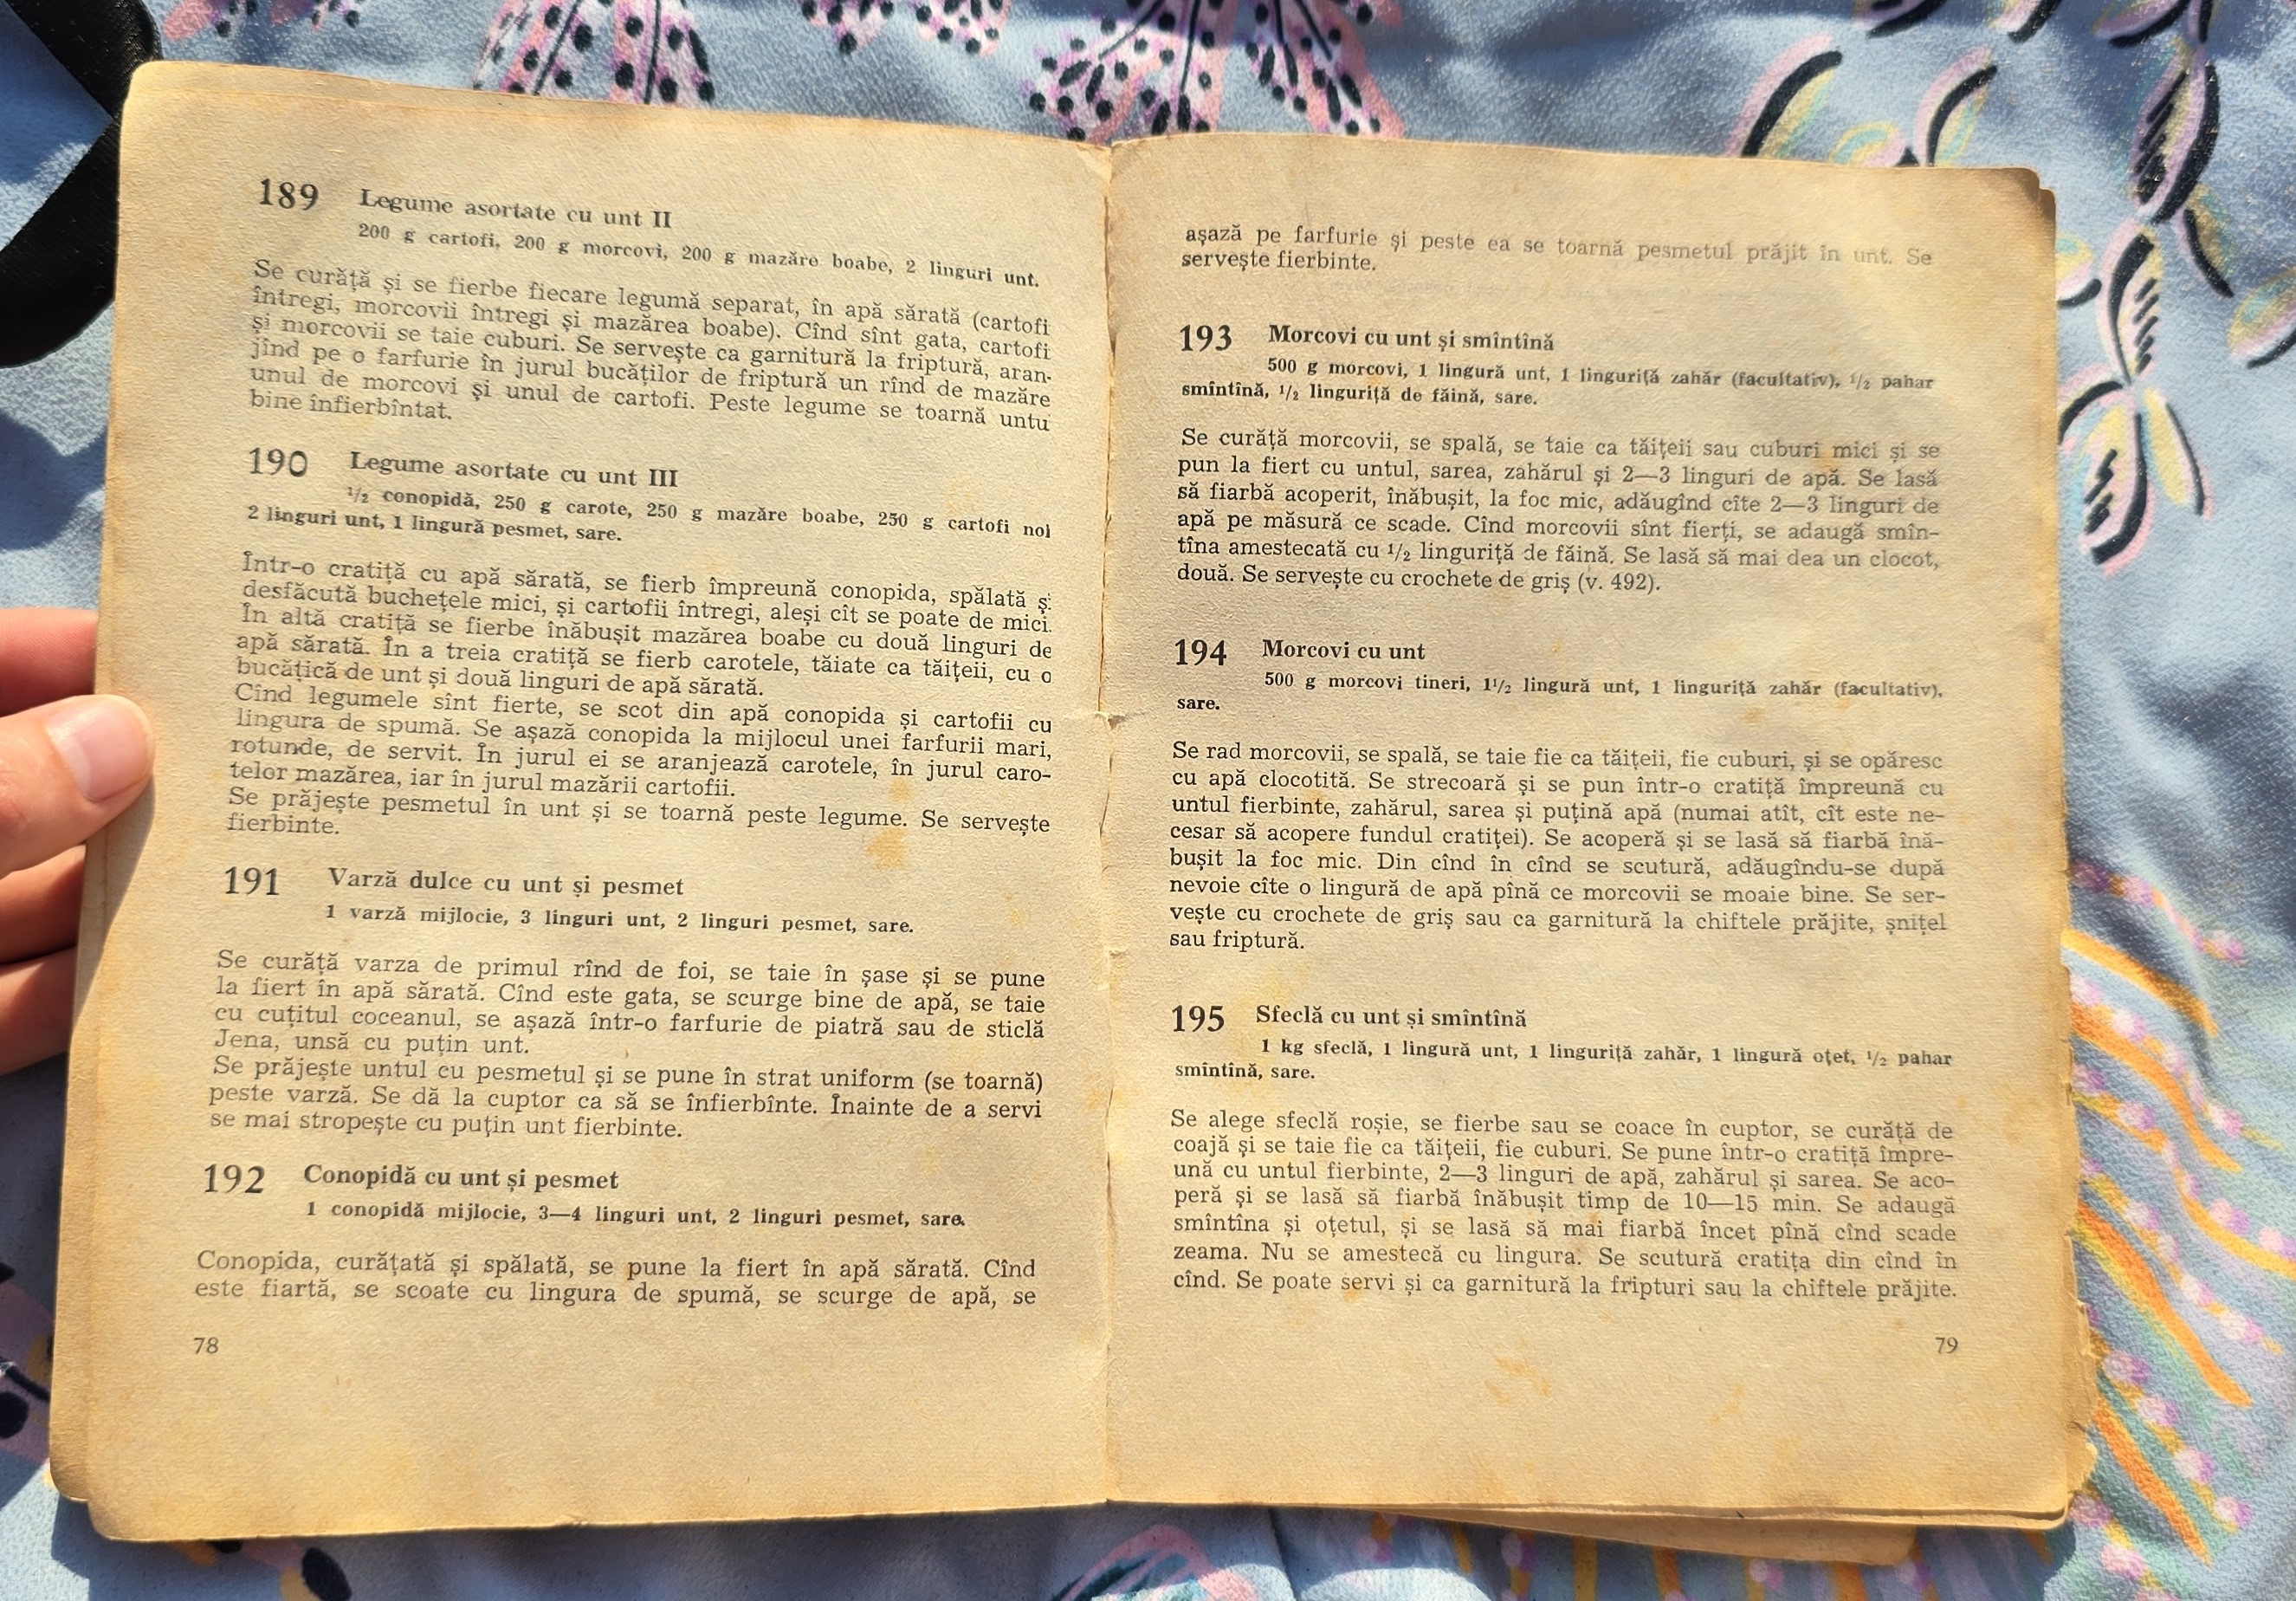 189 Legume asortate cu unt II
200 g cartofi, 200 g morcovi, 200 g mazăre boabe, 2 linguri unt.
Se curăță și se fierbe fiecare legumă separat, în apă sărată (cartofi
întregi, morcovii întregi și mazărea boabe). Cînd sînt gata, cartofi
și morcovii se taie cuburi. Se servește ca garnitură la friptură, aran-
jînd pe o farfurie în jurul bucăților de friptură un rînd de mazăre
unul de morcovi și unul de cartofi. Peste legume se toarnă untu
bine înfierbîntat.
190 Legume asortate cu unt III
1/2 conopidă, 250 g carote, 250 g mazăre boabe, 250 g cartofi noi
2 linguri unt, 1 lingură pesmet, sare.
Într-o cratiță cu apă sărată, se fierb împreună conopida, spălată și
desfăcută buchețele mici, și cartofii întregi, aleși cît se poate de mici.
În altă cratiță se fierbe înăbușit mazărea boabe cu două linguri de
apă sărată. În a treia cratiță se fierb carotele, tăiate ca tăițeii, cu o
bucățică de unt și două linguri de apă sărată.
Cînd legumele sînt fierte, se scot din apă conopida și cartofii cu
lingura de spumă. Se așază conopida la mijlocul unei farfurii mari,
rotunde, de servit. În jurul ei se aranjează carotele, în jurul caro-
telor mazărea, iar în jurul mazării cartofii.
Se prăjește pesmetul în unt și se toarnă peste legume. Se servește
fierbinte.
191 Varză dulce cu unt și pesmet
1 varză mijlocie, 3 linguri unt, 2 linguri pesmet, sare.
Se curăță varza de primul rînd de foi, se taie în șase și se pune
la fiert în apă sărată. Cînd este gata, se scurge bine de apă, se taie
cu cuțitul coceanul, se așază într-o farfurie de piatră sau de sticlă
Jena, unsă cu puțin unt.
Se prăjește untul cu pesmetul și se pune în strat uniform (se toarnă)
peste varză. Se dă la cuptor ca să se înfierbînte. Înainte de a servi
se mai stropește cu puțin unt fierbinte.
192 Conopidă cu unt și pesmet
1 conopidă mijlocie, 3—4 linguri unt, 2 linguri pesmet, sare.
Conopida, curățată și spălată, se pune la fiert în apă sărată. Cînd
este fiartă, se scoate cu lingura de spumă, se scurge de apă, se
78
așază pe farfurie și peste ea se toarnă pesmetul prăjit în unt. Se
servește fierbinte.
193 Morcovi cu unt și smîntînă
500 g morcovi, 1 lingură unt, 1 linguriță zahăr (facultativ), 1/2 pahar
smîntînă, 1/2 linguriță de făină, sare.
Se curăță morcovii, se spală, se taie ca tăițeii sau cuburi mici și se
pun la fiert cu untul, sarea, zahărul și 2—3 linguri de apă. Se lasă
să fiarbă acoperit, înăbușit, la foc mic, adăugînd cîte 2—3 linguri de
apă pe măsură ce scade. Cînd morcovii sînt fierți, se adaugă smîn-
tîna amestecată cu 1/2 linguriță de făină. Se lasă să mai dea un clocot,
două. Se servește cu crochete de griș (v. 492).
194 Morcovi cu unt
500 g morcovi tineri, 1 1/2 lingură unt, 1 linguriță zahăr (facultativ),
sare.
Se rad morcovii, se spală, se taie fie ca tăițeii, fie cuburi, și se opăresc
cu apă clocotită. Se strecoară și se pun într-o cratiță împreună cu
untul fierbinte, zahărul, sarea și puțină apă (numai atît, cît este ne-
cesar să acopere fundul cratiței). Se acoperă și se lasă să fiarbă înă-
bușit la foc mic. Din cînd în cînd se scutură, adăugîndu-se după
nevoie cîte o lingură de apă pînă ce morcovii se moaie bine. Se ser-
vește cu crochete de griș sau ca garnitură la chiftele prăjite, șnițel
sau friptură.
195 Sfeclă cu unt și smîntînă
1 kg sfeclă, 1 lingură unt, 1 linguriță zahăr, 1 lingură oțet, 1/2 pahar
smîntînă, sare.
Se alege sfeclă roșie, se fierbe sau se coace în cuptor, se curăță de
coajă și se taie fie ca tăițeii, fie cuburi. Se pune într-o cratiță împre-
ună cu untul fierbinte, 2—3 linguri de apă, zahărul și sarea. Se aco-
peră și se lasă să fiarbă înăbușit timp de 10—15 min. Se adaugă
smîntîna și oțetul, și se lasă să mai fiarbă încet pînă cînd scade
zeama. Nu se amestecă cu lingura. Se scutură cratița din cînd în
cînd. Se poate servi și ca garnitură la fripturi sau la chiftele prăjite.
79